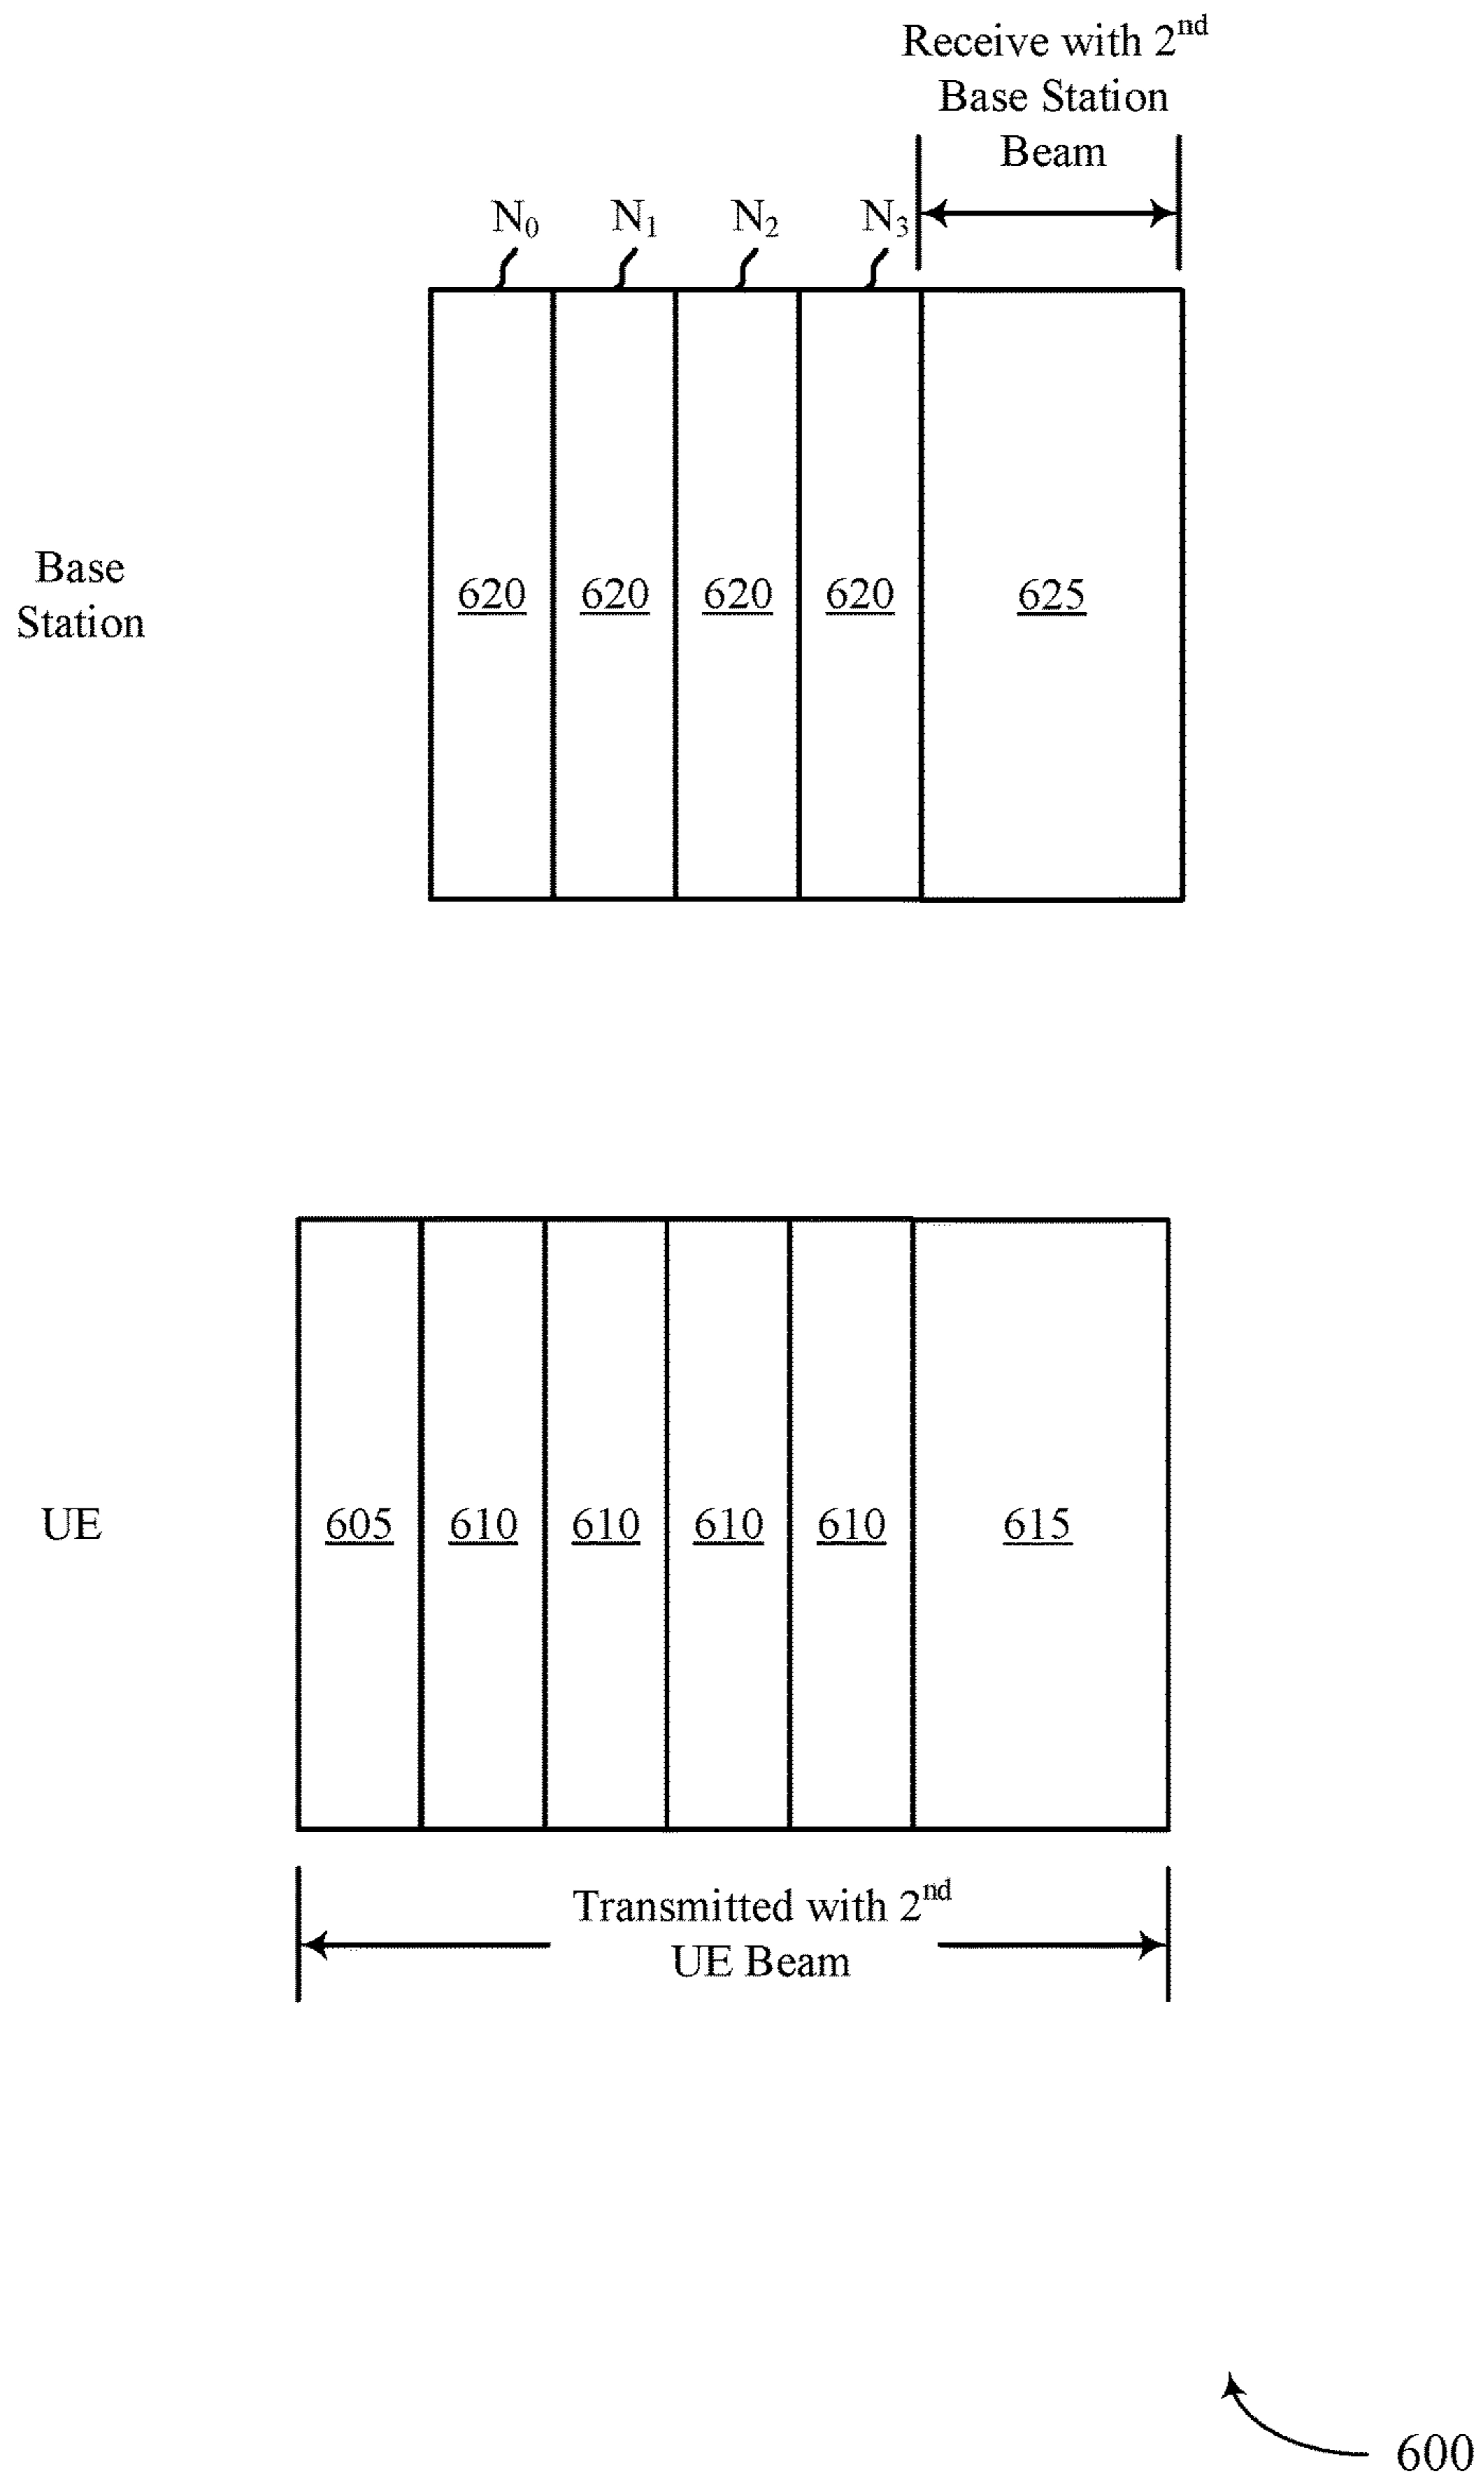 Receive with 2nd
Base Station
Beam
N0 N1 N2 N3
Base
Station
620 620 620 620 625
UE
605 610 610 610 610 615
Transmitted with 2nd
UE Beam
600